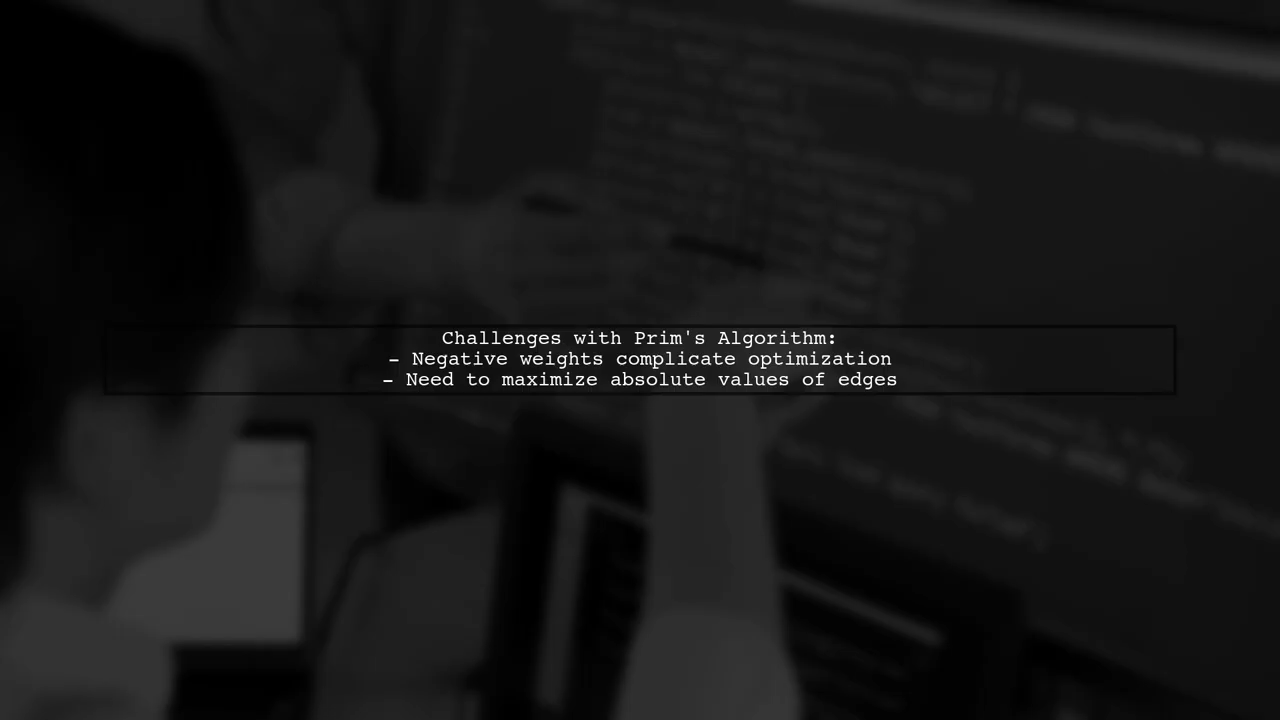 Challenges with Prim's Algorithm:
- Negative weights complicate optimization
- Need to maximize absolute values of edges